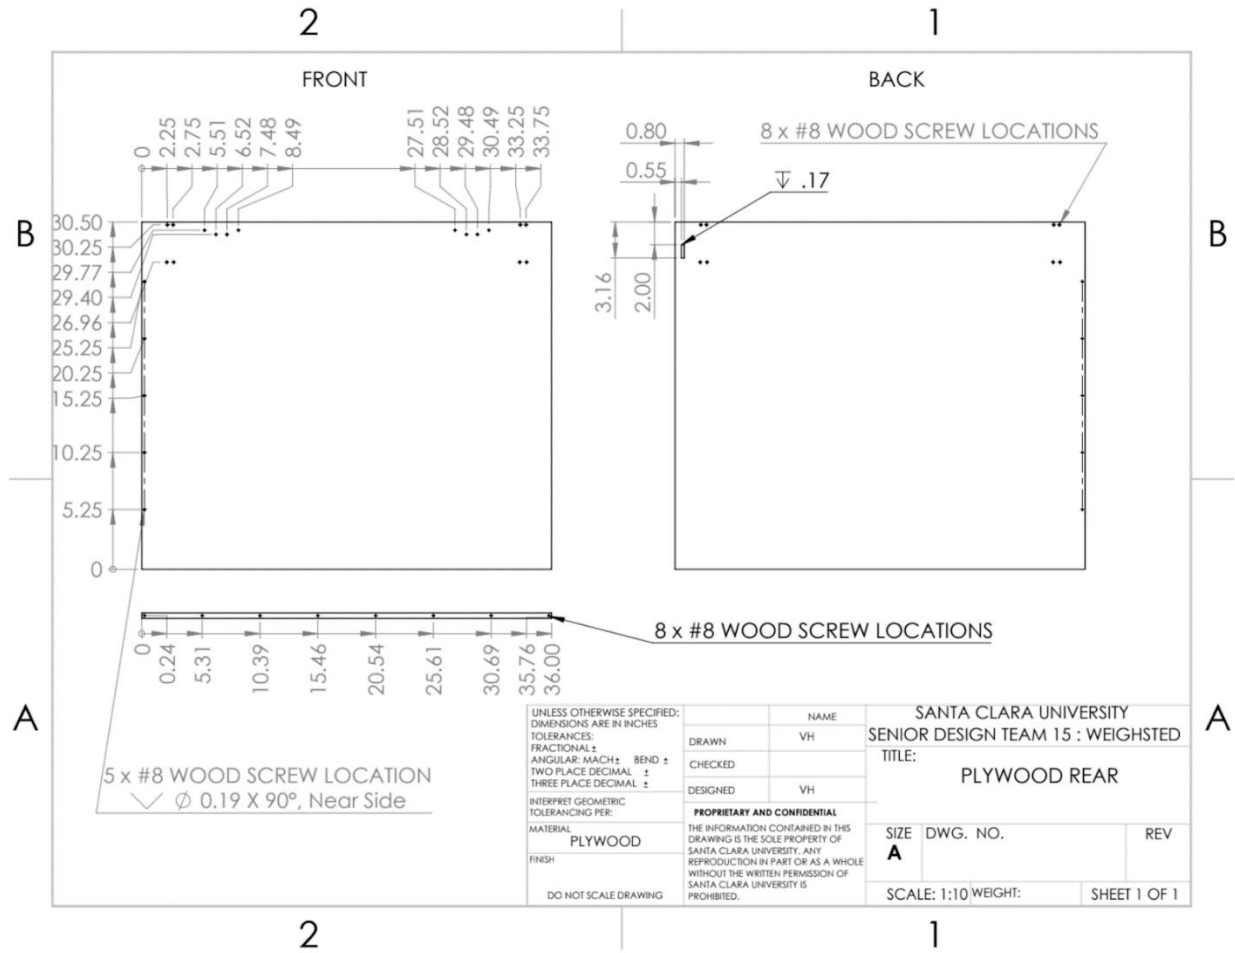 2
1
FRONT
BACK
0
2.25
2.75
5.51
6.52
7.48
8.49
27.51
28.52
29.48
30.49
33.25
33.75
0.80
8 x #8 WOOD SCREW LOCATIONS
0.55
↧ .17
B
B
30.50
30.25
29.77
29.40
26.96
25.25
20.25
15.25
10.25
5.25
0
3.16
2.00
8 x #8 WOOD SCREW LOCATIONS
0
0.24
5.31
10.39
15.46
20.54
25.61
30.69
35.76
36.00
A
A
5 x #8 WOOD SCREW LOCATION
⌵ ∅ 0.19 X 90°, Near Side
UNLESS OTHERWISE SPECIFIED:
DIMENSIONS ARE IN INCHES
TOLERANCES:
FRACTIONAL ±
ANGULAR: MACH ± BEND ±
TWO PLACE DECIMAL ±
THREE PLACE DECIMAL ±
INTERPRET GEOMETRIC
TOLERANCING PER:
MATERIAL
PLYWOOD
FINISH
DO NOT SCALE DRAWING
NAME
DRAWN VH
CHECKED
DESIGNED VH
PROPRIETARY AND CONFIDENTIAL
THE INFORMATION CONTAINED IN THIS
DRAWING IS THE SOLE PROPERTY OF
SANTA CLARA UNIVERSITY. ANY
REPRODUCTION IN PART OR AS A WHOLE
WITHOUT THE WRITTEN PERMISSION OF
SANTA CLARA UNIVERSITY IS
PROHIBITED.
SANTA CLARA UNIVERSITY
SENIOR DESIGN TEAM 15 : WEIGHSTED
TITLE:
PLYWOOD REAR
SIZE DWG. NO. REV
A
SCALE: 1:10 WEIGHT: SHEET 1 OF 1
2
1